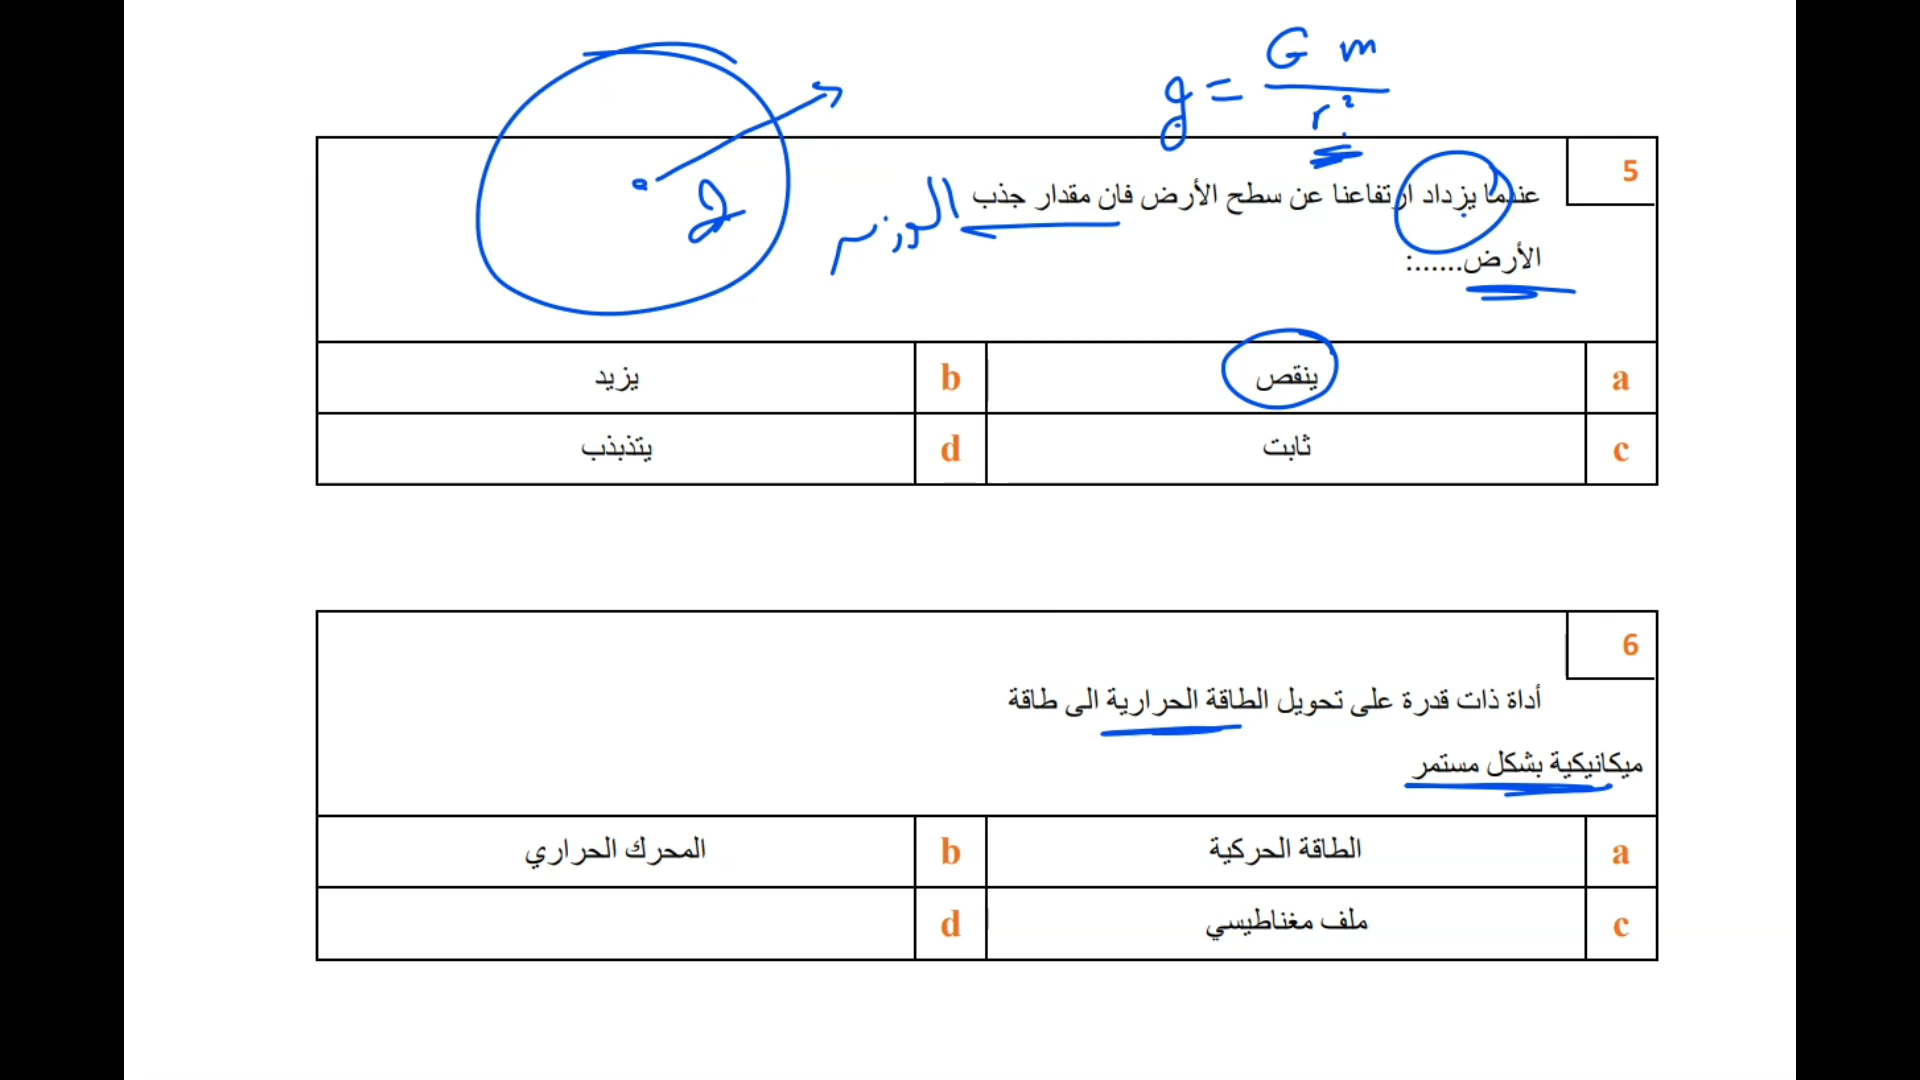 g = G m / r²
5
عندما يزداد ارتفاعنا عن سطح الأرض فان مقدار جذب
الوزن
الأرض......:
a ينقص b يزيد
c ثابت d يتذبذب
6
أداة ذات قدرة على تحويل الطاقة الحرارية الى طاقة
ميكانيكية بشكل مستمر
a الطاقة الحركية b المحرك الحراري
c ملف مغناطيسي d